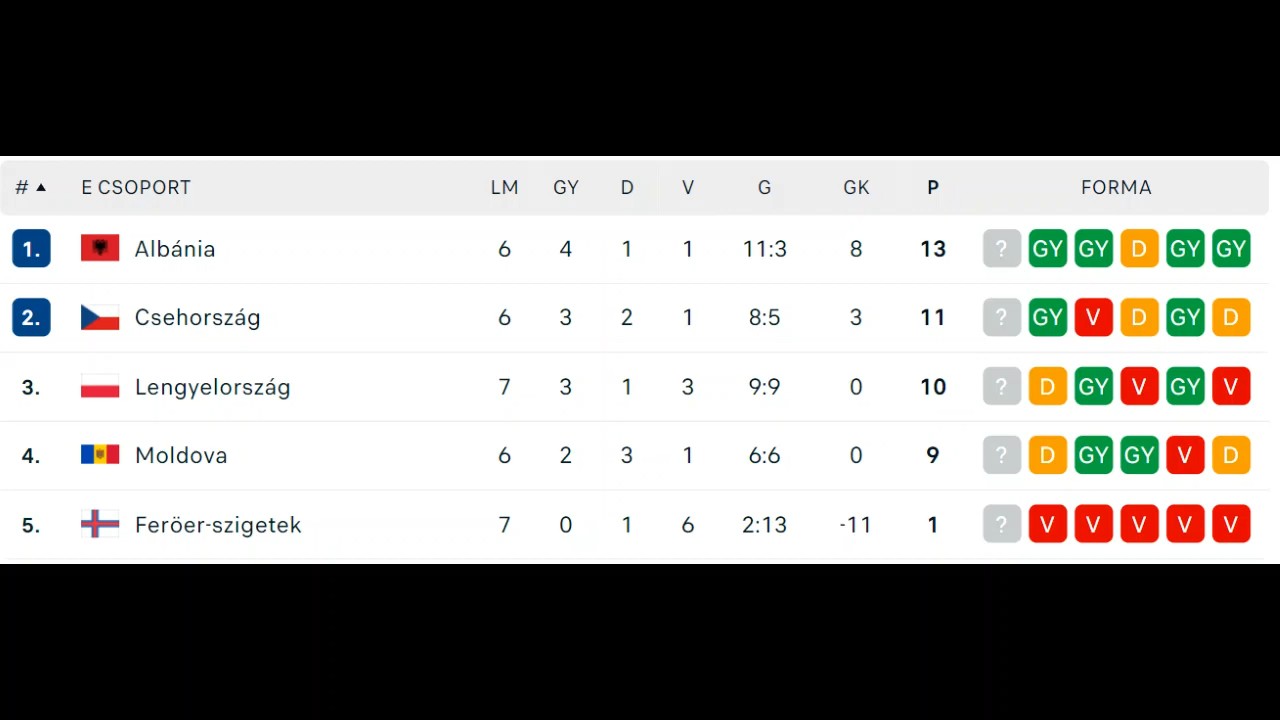 # ▲ E CSOPORT LM GY D V G GK P FORMA
1. Albánia 6 4 1 1 11:3 8 13 ? GY GY D GY GY
2. Csehország 6 3 2 1 8:5 3 11 ? GY V D GY D
3. Lengyelország 7 3 1 3 9:9 0 10 ? D GY V GY V
4. Moldova 6 2 3 1 6:6 0 9 ? D GY GY V D
5. Feröer-szigetek 7 0 1 6 2:13 -11 1 ? V V V V V